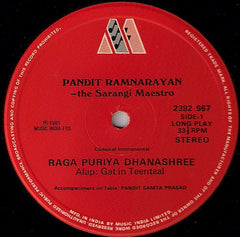 PANDIT RAMNARAYAN
-the Sarangi Maestro
2392 967
SIDE-1
LONG PLAY
33⅓ RPM
STEREO
℗ 1981
MUSIC INDIA LTD.
Classical Instrumental
RAGA PURIYA DHANASHREE
Alap: Gat in Teentaal
Accompaniment on Tabla: PANDIT SAMTA PRASAD